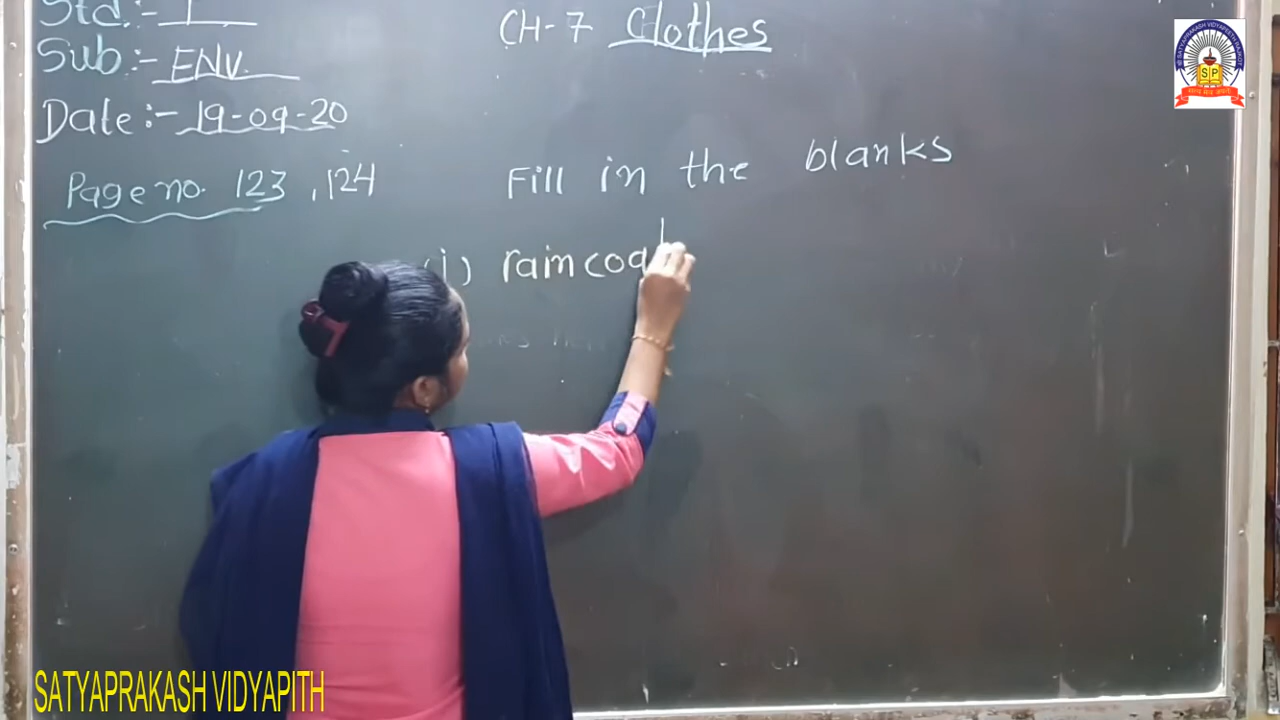 Std.:- I
CH-7 Clothes
Sub.:- ENV.
Date:- 19-09-20
Page no. 123, 124
Fill in the blanks
(i) raincoat
SP
SATYAPRAKASH VIDYAPITH